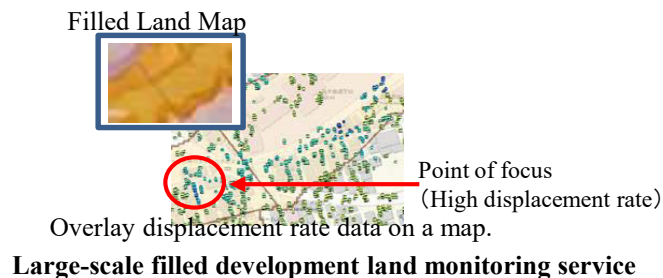 Filled Land Map
Point of focus
（High displacement rate）
Overlay displacement rate data on a map.
Large-scale filled development land monitoring service